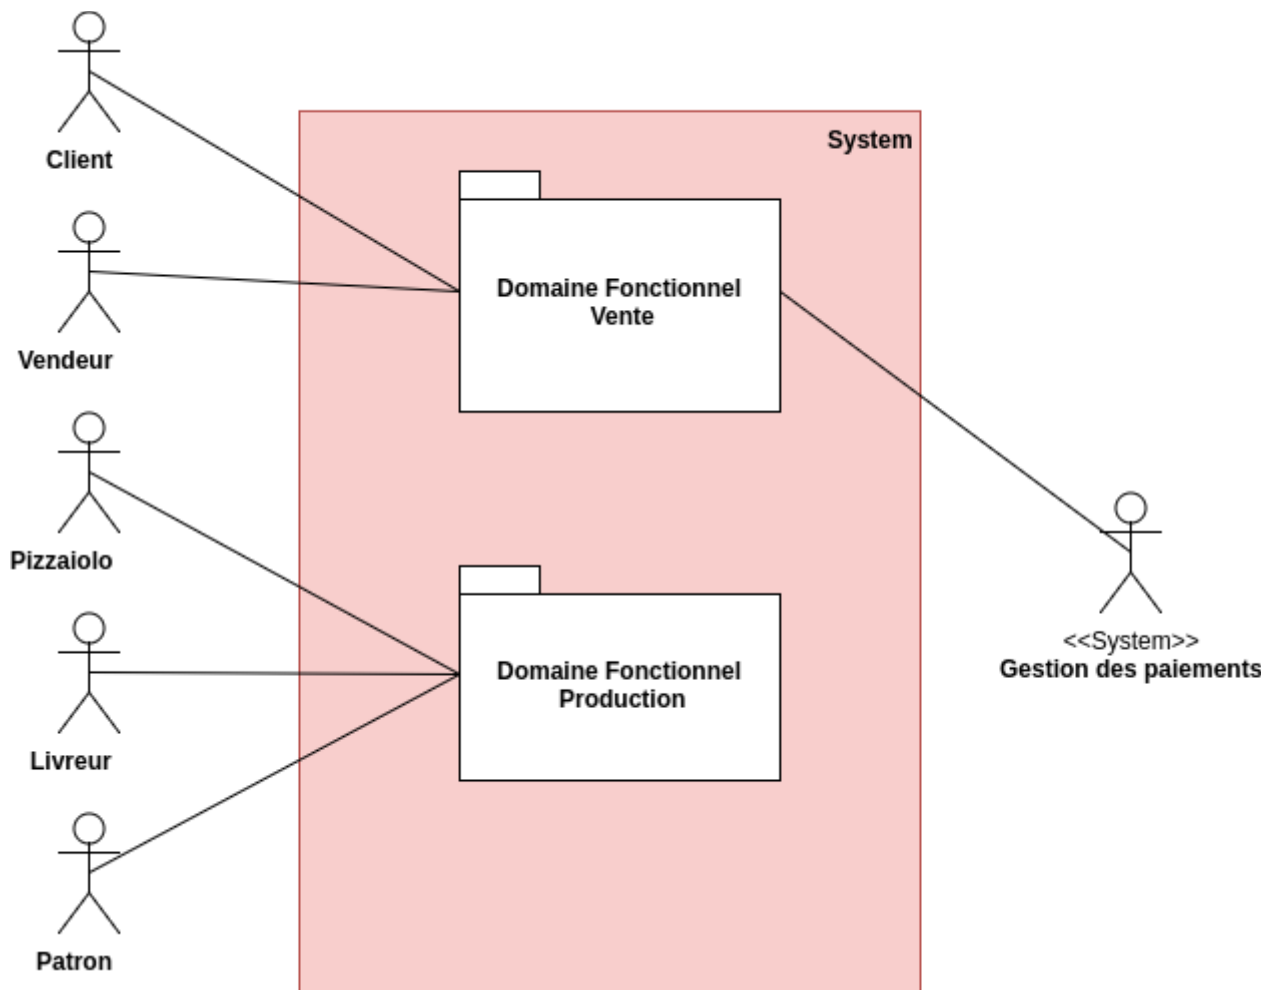 Client
System
Domaine Fonctionnel
Vente
Vendeur
Pizzaiolo
<<System>>
Gestion des paiements
Domaine Fonctionnel
Production
Livreur
Patron